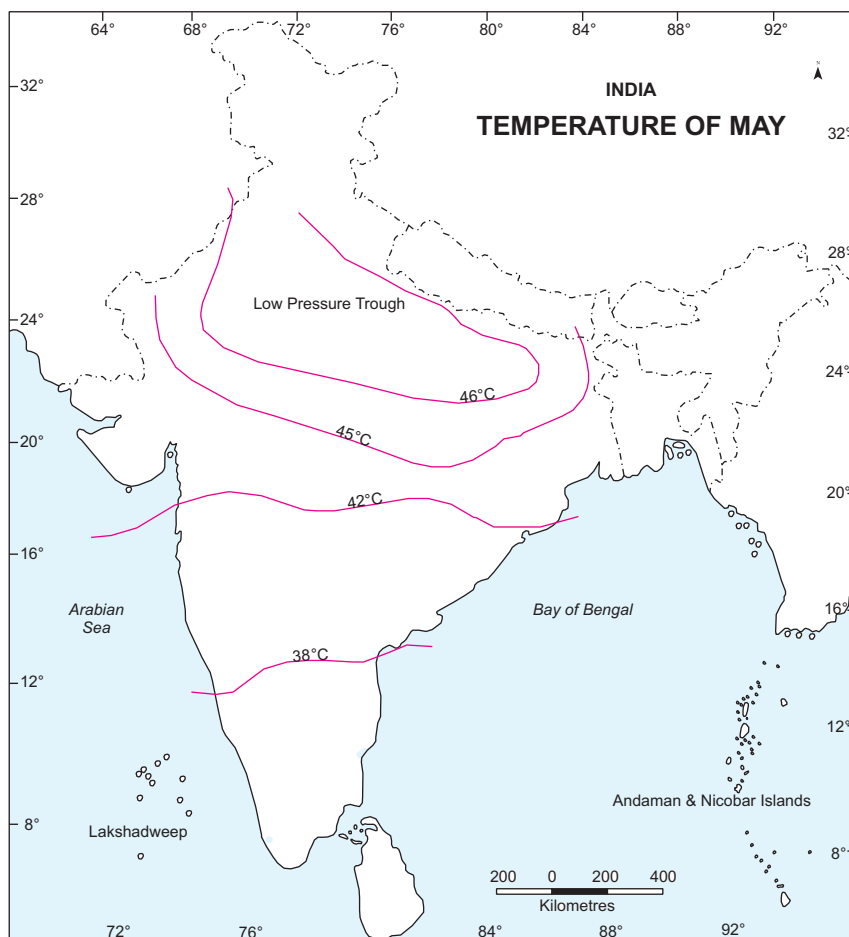 64° 68° 72° 76° 80° 84° 88° 92°
N
32°
INDIA
TEMPERATURE OF MAY
32°
28°
28°
Low Pressure Trough
24°
24°
46°C
45°C
20°
42°C
20°
16°
Arabian
Sea
Bay of Bengal
16°
38°C
12°
12°
Andaman & Nicobar Islands
8°
Lakshadweep
8°
200 0 200 400
Kilometres
72° 76° 84° 88° 92°